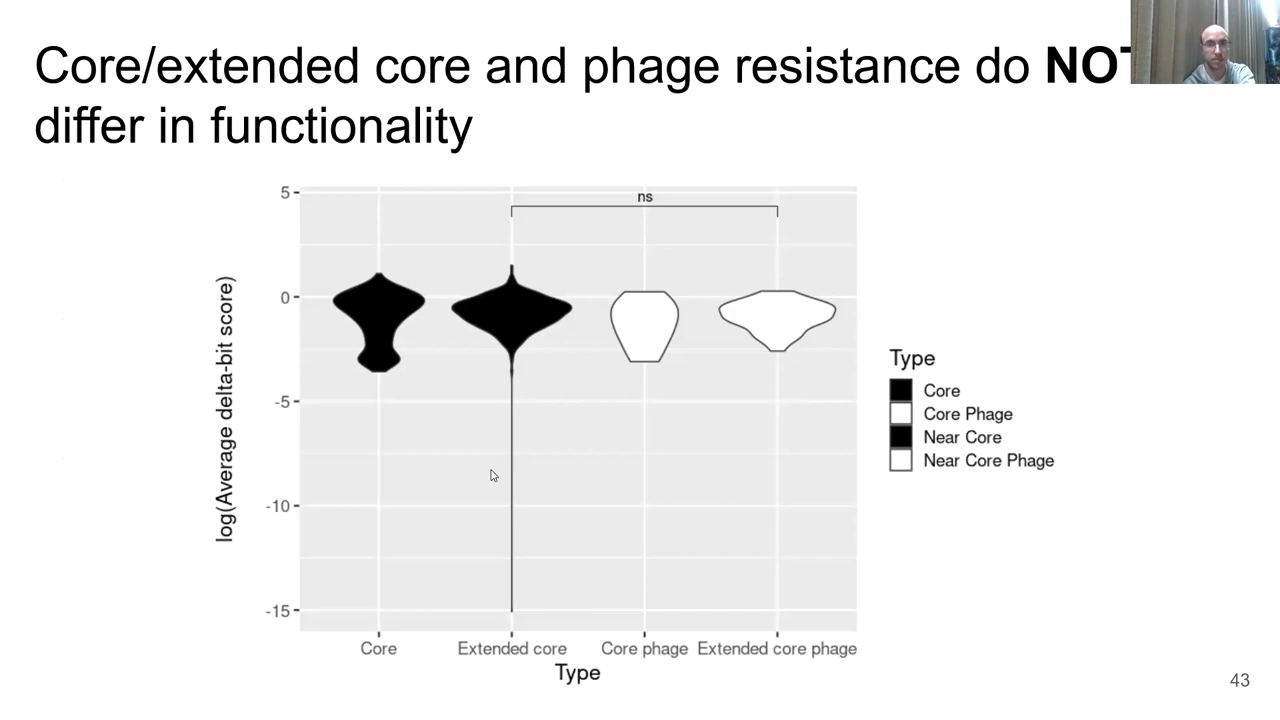 Core/extended core and phage resistance do NOT
differ in functionality
5
ns
0
-5
-10
-15
log(Average delta-bit score)
Core
Extended core
Core phage
Extended core phage
Type
Type
Core
Core Phage
Near Core
Near Core Phage
43